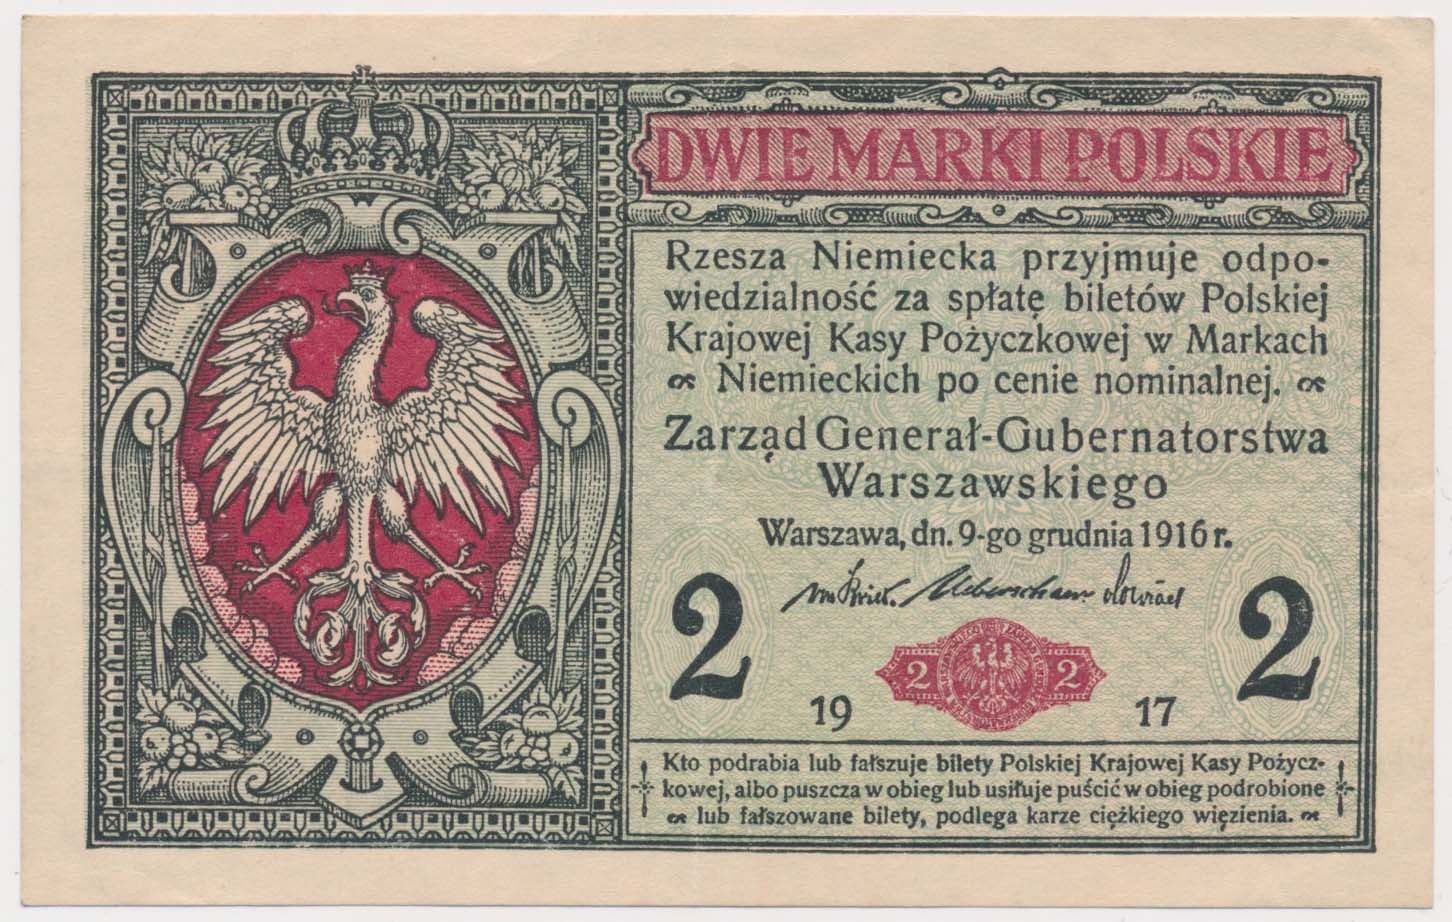 DWIE MARKI POLSKIE
Rzesza Niemiecka przyjmuje odpo-
wiedzialność za spłatę biletów Polskiej
Krajowej Kasy Pożyczkowej w Markach
Niemieckich po cenie nominalnej.
Zarząd Generał-Gubernatorstwa
Warszawskiego
Warszawa, dn. 9-go grudnia 1916 r.
2 2
2 2
19 17
Kto podrabia lub fałszuje bilety Polskiej Krajowej Kasy Pożycz-
kowej, albo puszcza w obieg lub usiłuje puścić w obieg podrobione
lub fałszowane bilety, podlega karze ciężkiego więzienia.